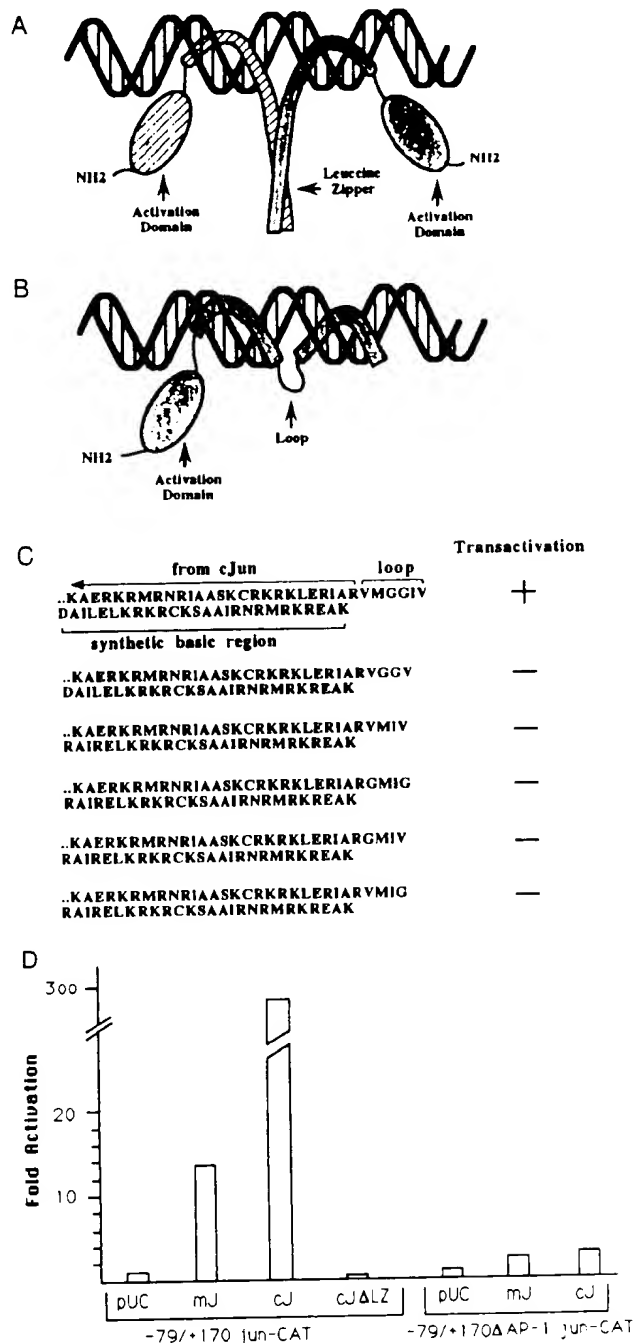 A
NH2
Activation
Domain
Leucine
Zipper
NH2
Activation
Domain
B
NH2
Activation
Domain
Loop
C
Transactivation
from cJun
loop
..KAERKRMRNRIAASKCRKRKLERIARVMGGIV
+
DAILELKRKRCKSAAIRNRMRKREAK
synthetic basic region
..KAERKRMRNRIAASKCRKRKLERIARVGGV
—
DAILELKRKRCKSAAIRNRMRKREAK
..KAERKRMRNRIAASKCRKRKLERIARVMIV
—
RAIRELKRKRCKSAAIRNRMRKREAK
..KAERKRMRNRIAASKCRKRKLERIARGMIG
—
RAIRELKRKRCKSAAIRNRMRKREAK
..KAERKRMRNRIAASKCRKRKLERIARGMIV
—
RAIRELKRKRCKSAAIRNRMRKREAK
..KAERKRMRNRIAASKCRKRKLERIARVMIG
—
RAIRELKRKRCKSAAIRNRMRKREAK
D
Fold Activation
300
20
10
pUC mJ cJ cJ ΔLZ pUC mJ cJ
-79/+170 jun-CAT -79/+170ΔAP-1 jun-CAT